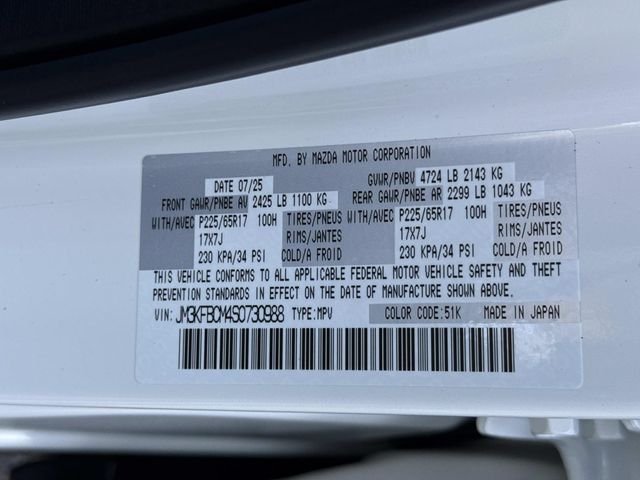 MFD. BY MAZDA MOTOR CORPORATION
DATE 07/25 GVWR/PNBV 4724 LB 2143 KG
FRONT GAWR/PNBE AV 2425 LB 1100 KG REAR GAWR/PNBE AR 2299 LB 1043 KG
WITH/AVEC P225/65R17 100H TIRES/PNEUS WITH/AVEC P225/65R17 100H TIRES/PNEUS
17X7J RIMS/JANTES 17X7J RIMS/JANTES
230 KPA/34 PSI COLD/A FROID 230 KPA/34 PSI COLD/A FROID
THIS VEHICLE CONFORMS TO ALL APPLICABLE FEDERAL MOTOR VEHICLE SAFETY AND THEFT
PREVENTION STANDARDS IN EFFECT ON THE DATE OF MANUFACTURE SHOWN ABOVE.
VIN: JM3KFBCM4S0730988 TYPE: MPV COLOR CODE: 51K MADE IN JAPAN